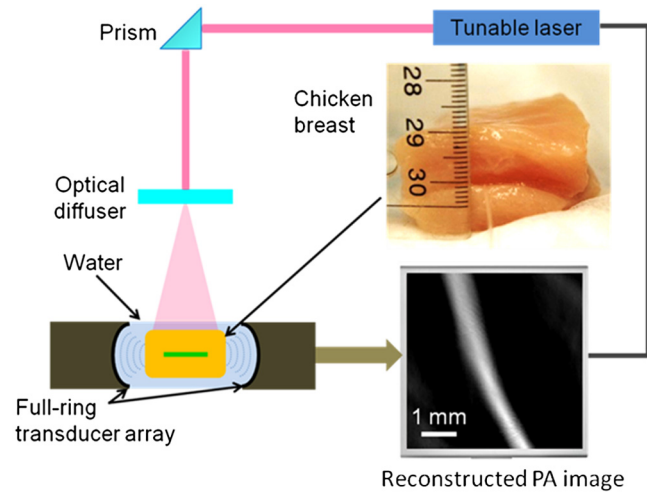 Prism
Tunable laser
Chicken
breast
28
29
30
Optical
diffuser
Water
Full-ring
transducer array
1 mm
Reconstructed PA image